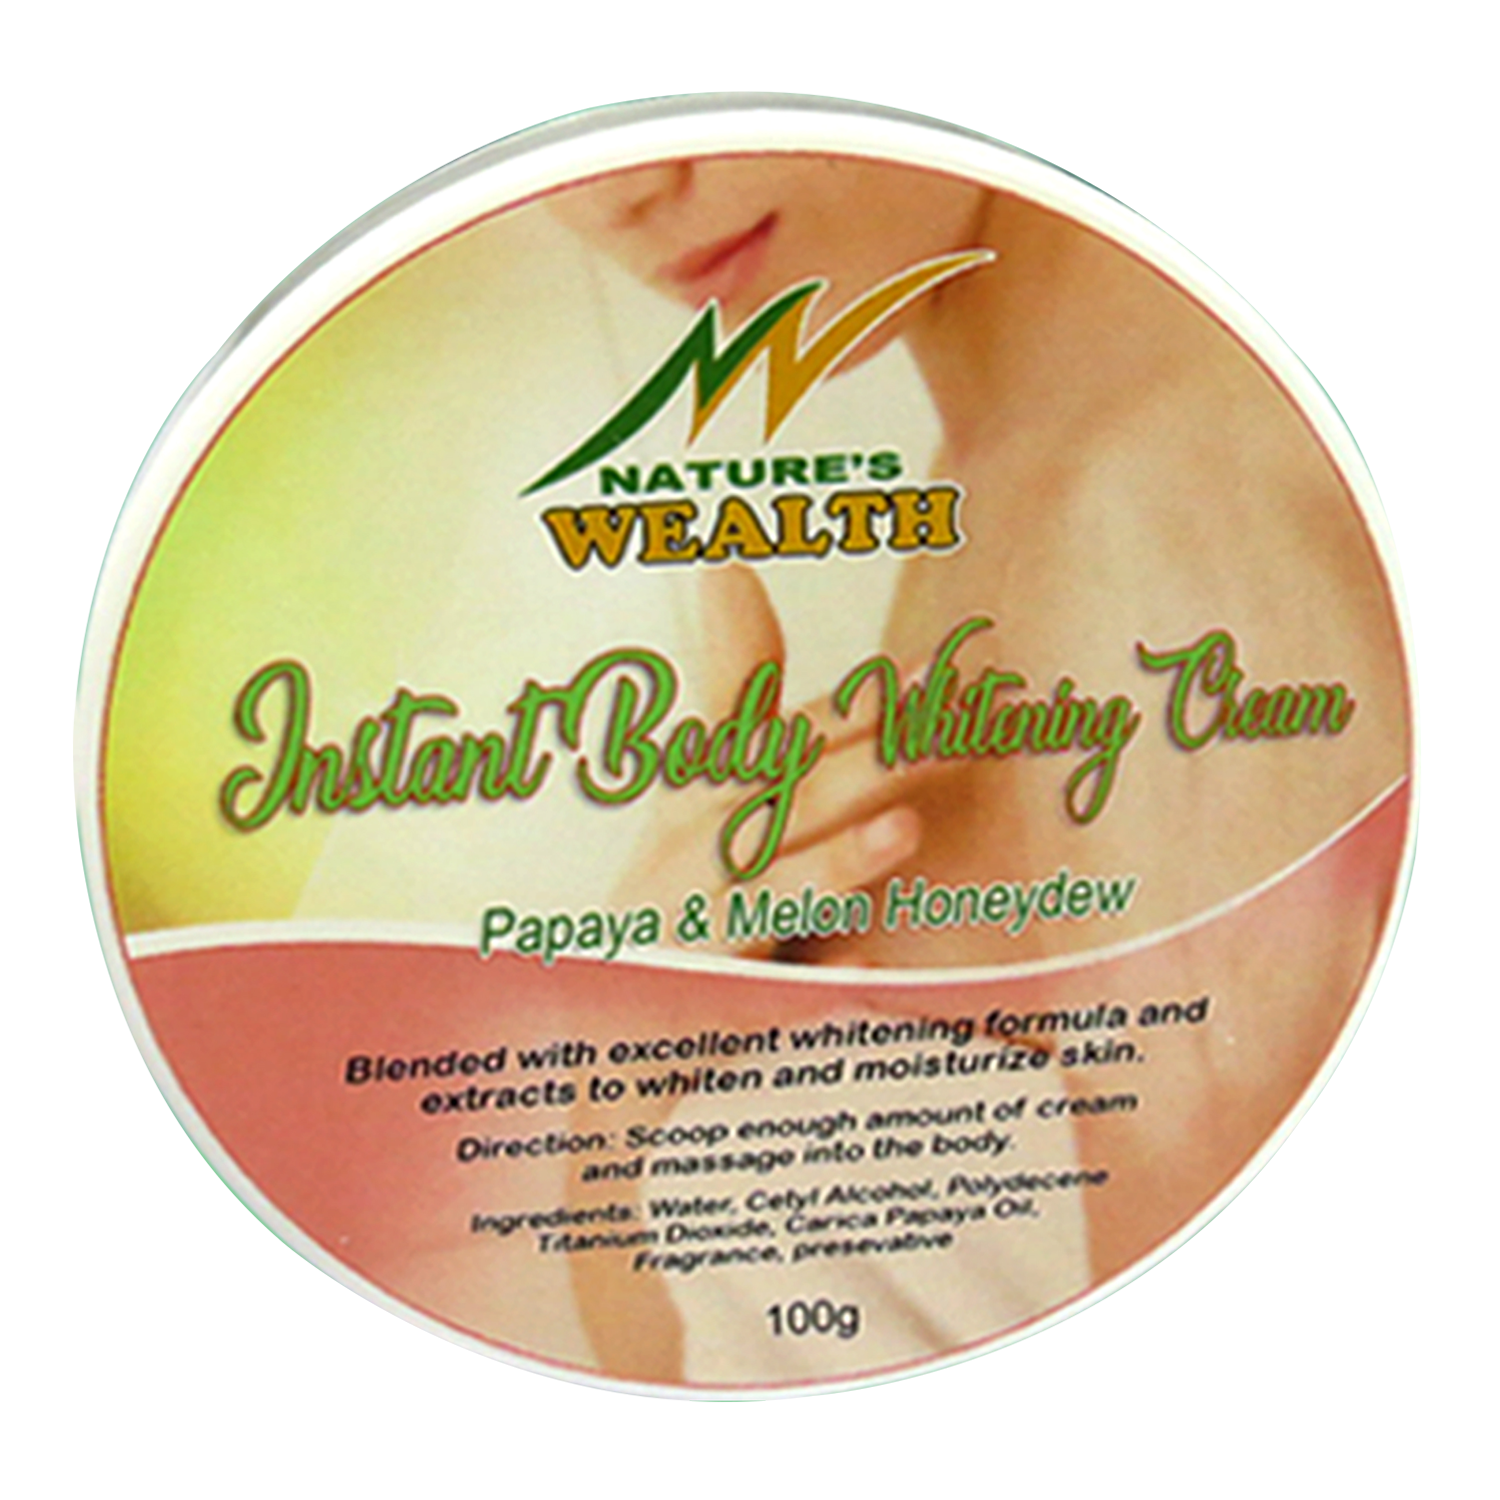 NATURE'S
WEALTH
Instant Body Whitening Cream
Papaya & Melon Honeydew
Blended with excellent whitening formula and
extracts to whiten and moisturize skin.
Direction: Scoop enough amount of cream
and massage into the body.
Ingredients: Water, Cetyl Alcohol, Polydecene
Titanium Dioxide, Carica Papaya Oil,
Fragrance, presevative
100g